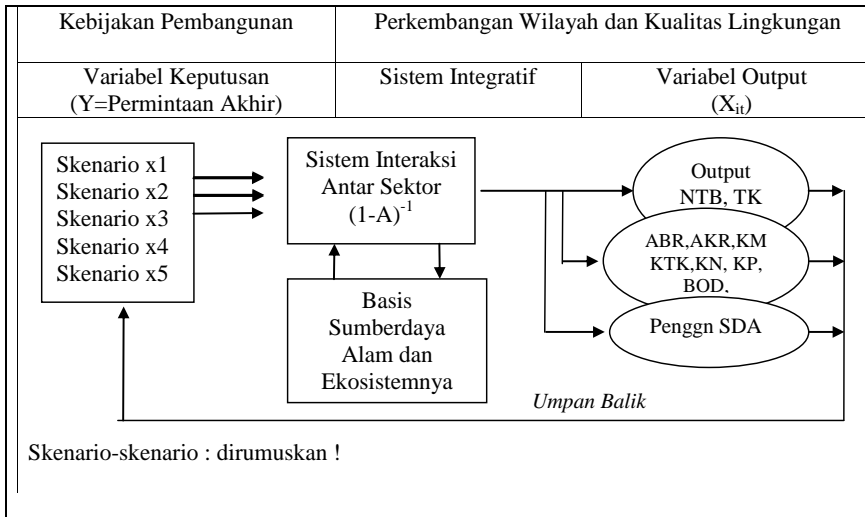 Kebijakan Pembangunan
Perkembangan Wilayah dan Kualitas Lingkungan
Variabel Keputusan
(Y=Permintaan Akhir)
Sistem Integratif
Variabel Output
(Xit)
Skenario x1
Skenario x2
Skenario x3
Skenario x4
Skenario x5
Sistem Interaksi
Antar Sektor
(1-A)-1
Basis
Sumberdaya
Alam dan
Ekosistemnya
Output
NTB, TK
ABR,AKR,KM
KTK,KN, KP,
BOD,
Penggn SDA
Umpan Balik
Skenario-skenario : dirumuskan !